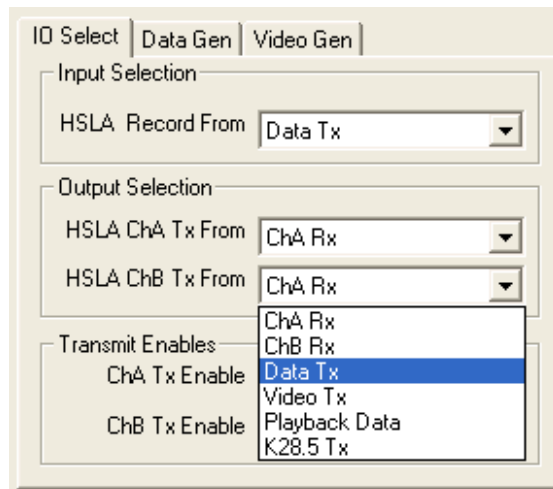 IO Select Data Gen Video Gen
Input Selection
HSLA Record From Data Tx
Output Selection
HSLA ChA Tx From ChA Rx
HSLA ChB Tx From ChA Rx
ChA Rx
ChB Rx
Transmit Enables
ChA Tx Enable Data Tx
Video Tx
ChB Tx Enable Playback Data
K28.5 Tx